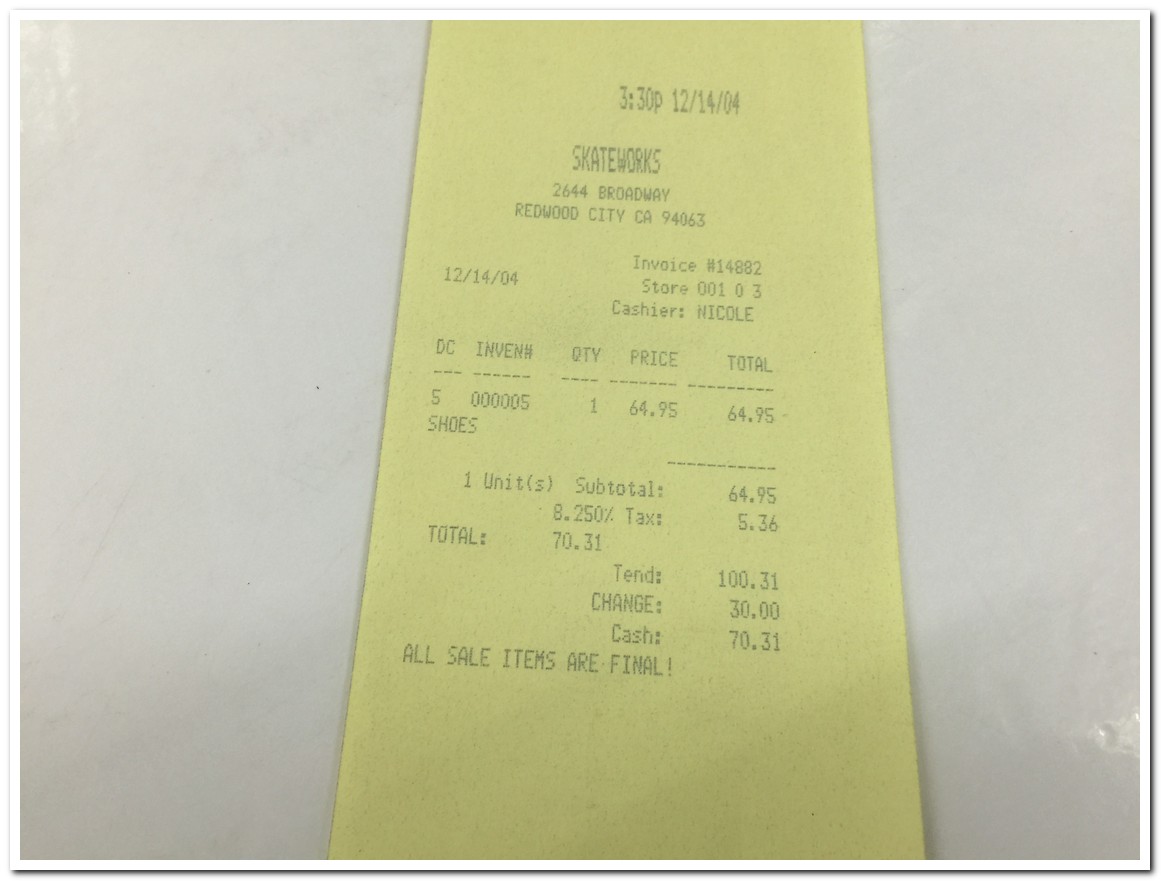 3:30p 12/14/04
SKATEWORKS
2644 BROADWAY
REDWOOD CITY CA 94063
Invoice #14882
12/14/04 Store 001 0 3
Cashier: NICOLE
DC INVEN# QTY PRICE TOTAL
--- ------ ---- ------- ---------
5 000005 1 64.95 64.95
SHOES
-----------
1 Unit(s) Subtotal: 64.95
8.250% Tax: 5.36
TOTAL: 70.31
Tend: 100.31
CHANGE: 30.00
Cash: 70.31
ALL SALE ITEMS ARE FINAL!